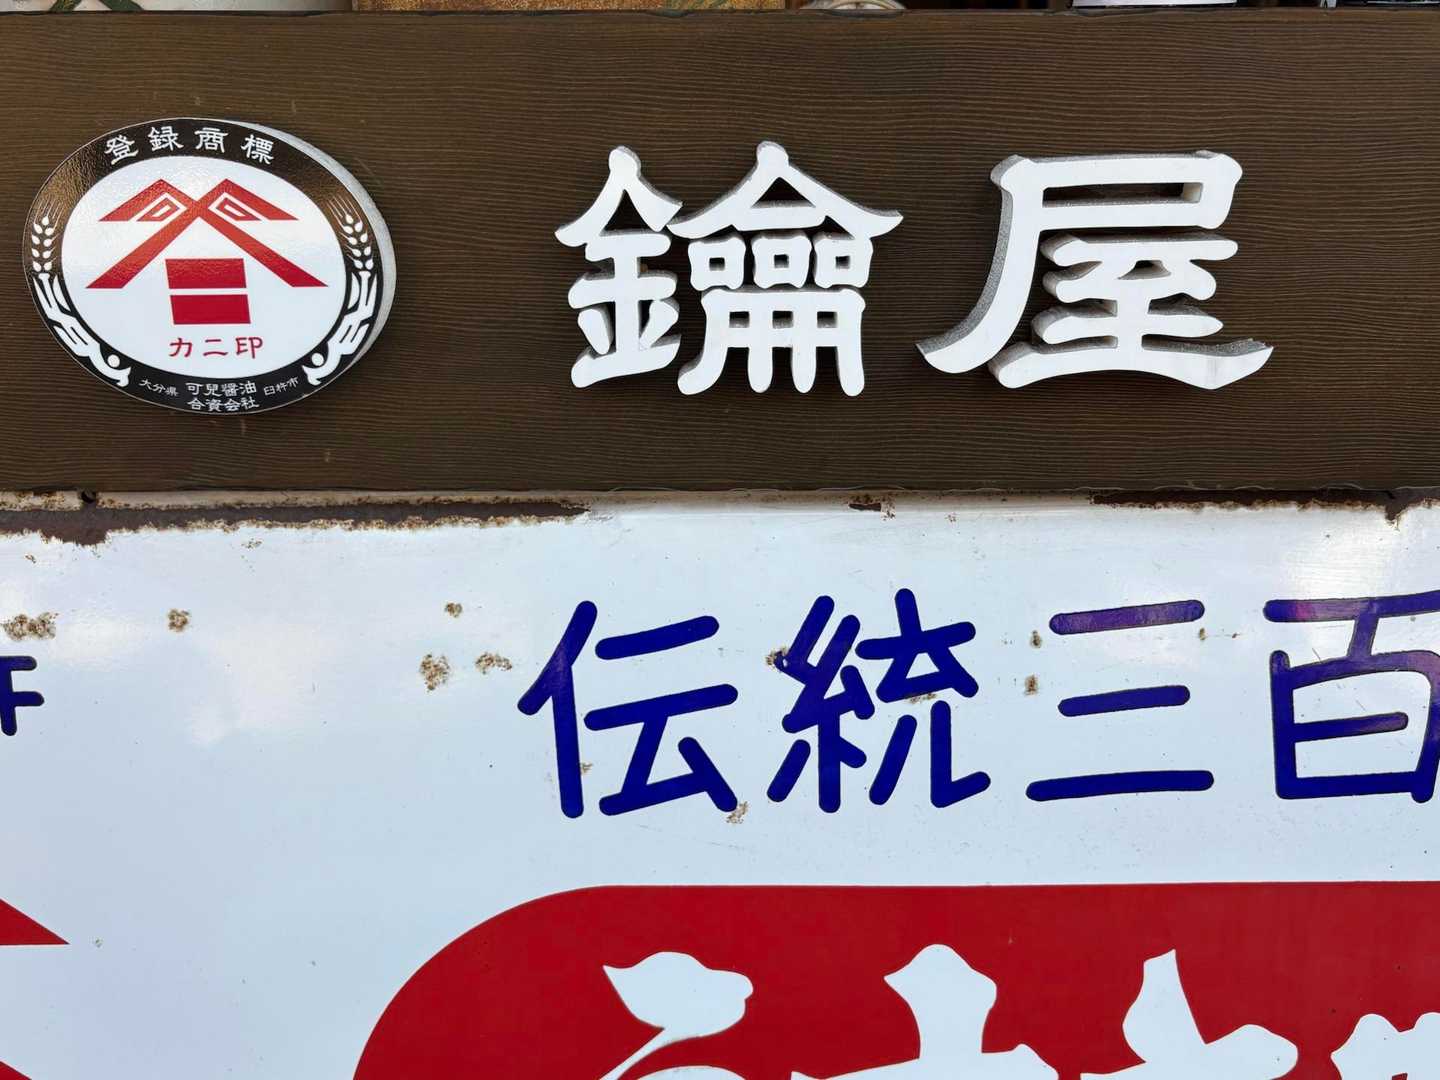 登録商標
カニ印
大分県 可兒醤油 臼杵市
合資会社
鑰屋
伝統三百